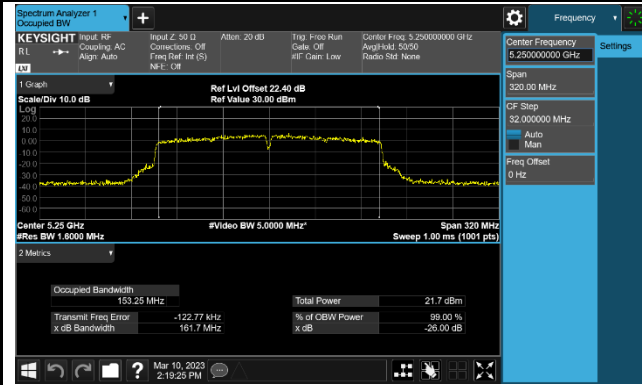 Spectrum Analyzer 1
Occupied BW
+
Frequency
KEYSIGHT Input: RF Input Z: 50 Ω Atten: 20 dB Trig: Free Run Center Freq: 5.250000000 GHz
RL Coupling: AC Corrections: Off Gate: Off Avg|Hold: 50/50
Align: Auto Freq Ref: Int (S) #IF Gain: Low Radio Std: None
NFE: Off
LXI
Center Frequency
5.250000000 GHz
Settings
Span
320.00 MHz
CF Step
32.000000 MHz
Auto
Man
Freq Offset
0 Hz
1 Graph
Ref Lvl Offset 22.40 dB
Scale/Div 10.0 dB Ref Value 30.00 dBm
Log
20.0
10.0
0.00
-10.0
-20.0
-30.0
-40.0
-50.0
-60.0
Center 5.25 GHz #Video BW 5.0000 MHz* Span 320 MHz
#Res BW 1.6000 MHz Sweep 1.00 ms (1001 pts)
2 Metrics
Occupied Bandwidth
153.25 MHz Total Power 21.7 dBm
Transmit Freq Error -122.77 kHz % of OBW Power 99.00 %
x dB Bandwidth 161.7 MHz x dB -26.00 dB
? Mar 10, 2023
2:19:25 PM